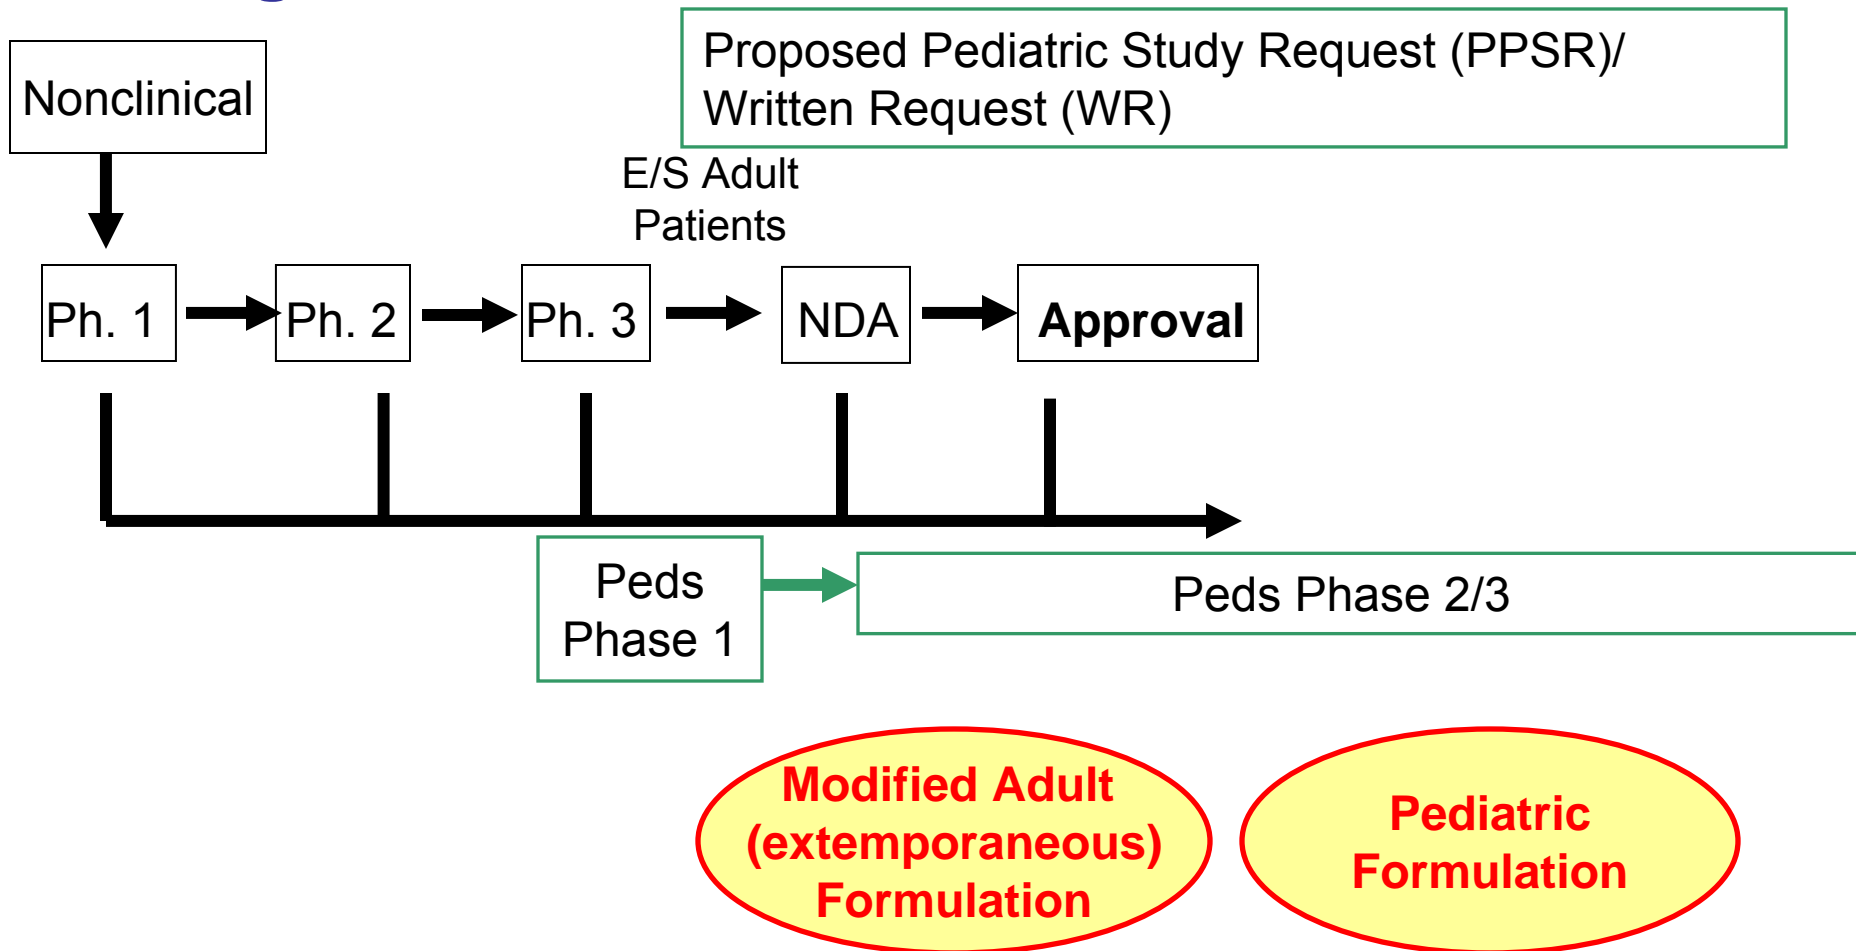 Proposed Pediatric Study Request (PPSR)/
Written Request (WR)
Nonclinical
E/S Adult
Patients
Ph. 1
Ph. 2
Ph. 3
NDA
Approval
Peds
Phase 1
Peds Phase 2/3
Modified Adult
(extemporaneous)
Formulation
Pediatric
Formulation